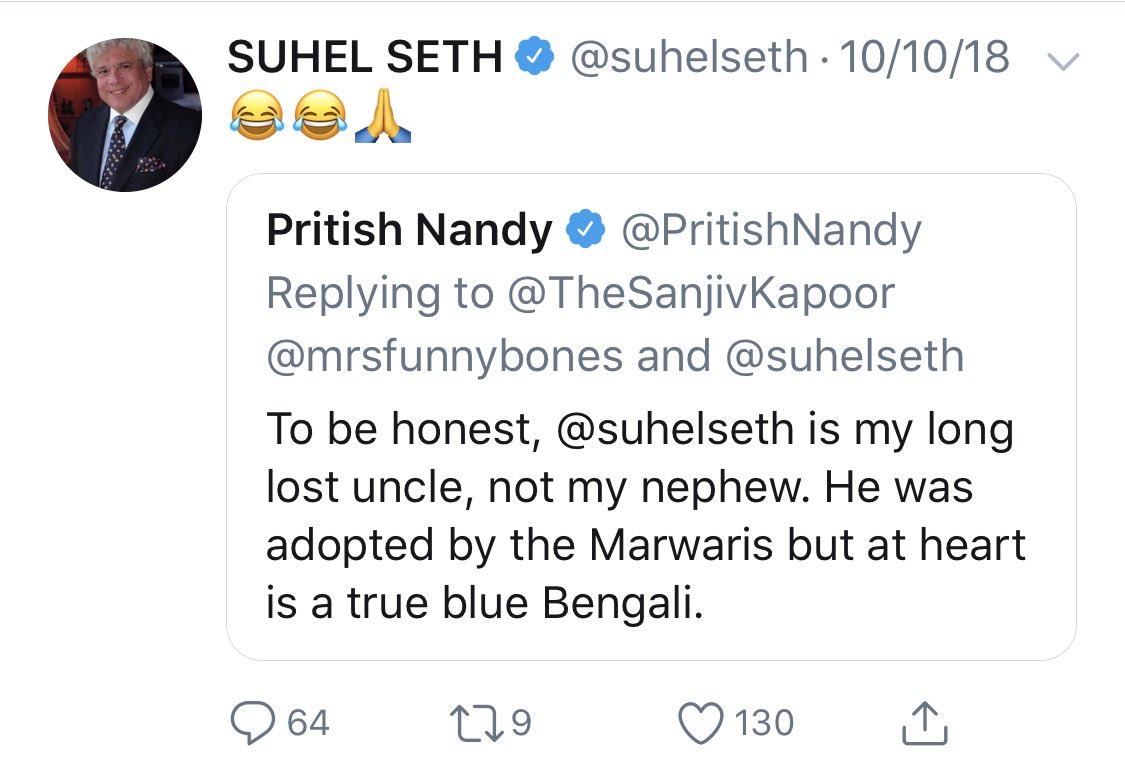 SUHEL SETH @suhelseth · 10/10/18
😂😂🙏
Pritish Nandy @PritishNandy
Replying to @TheSanjivKapoor
@mrsfunnybones and @suhelseth
To be honest, @suhelseth is my long
lost uncle, not my nephew. He was
adopted by the Marwaris but at heart
is a true blue Bengali.
64 9 130